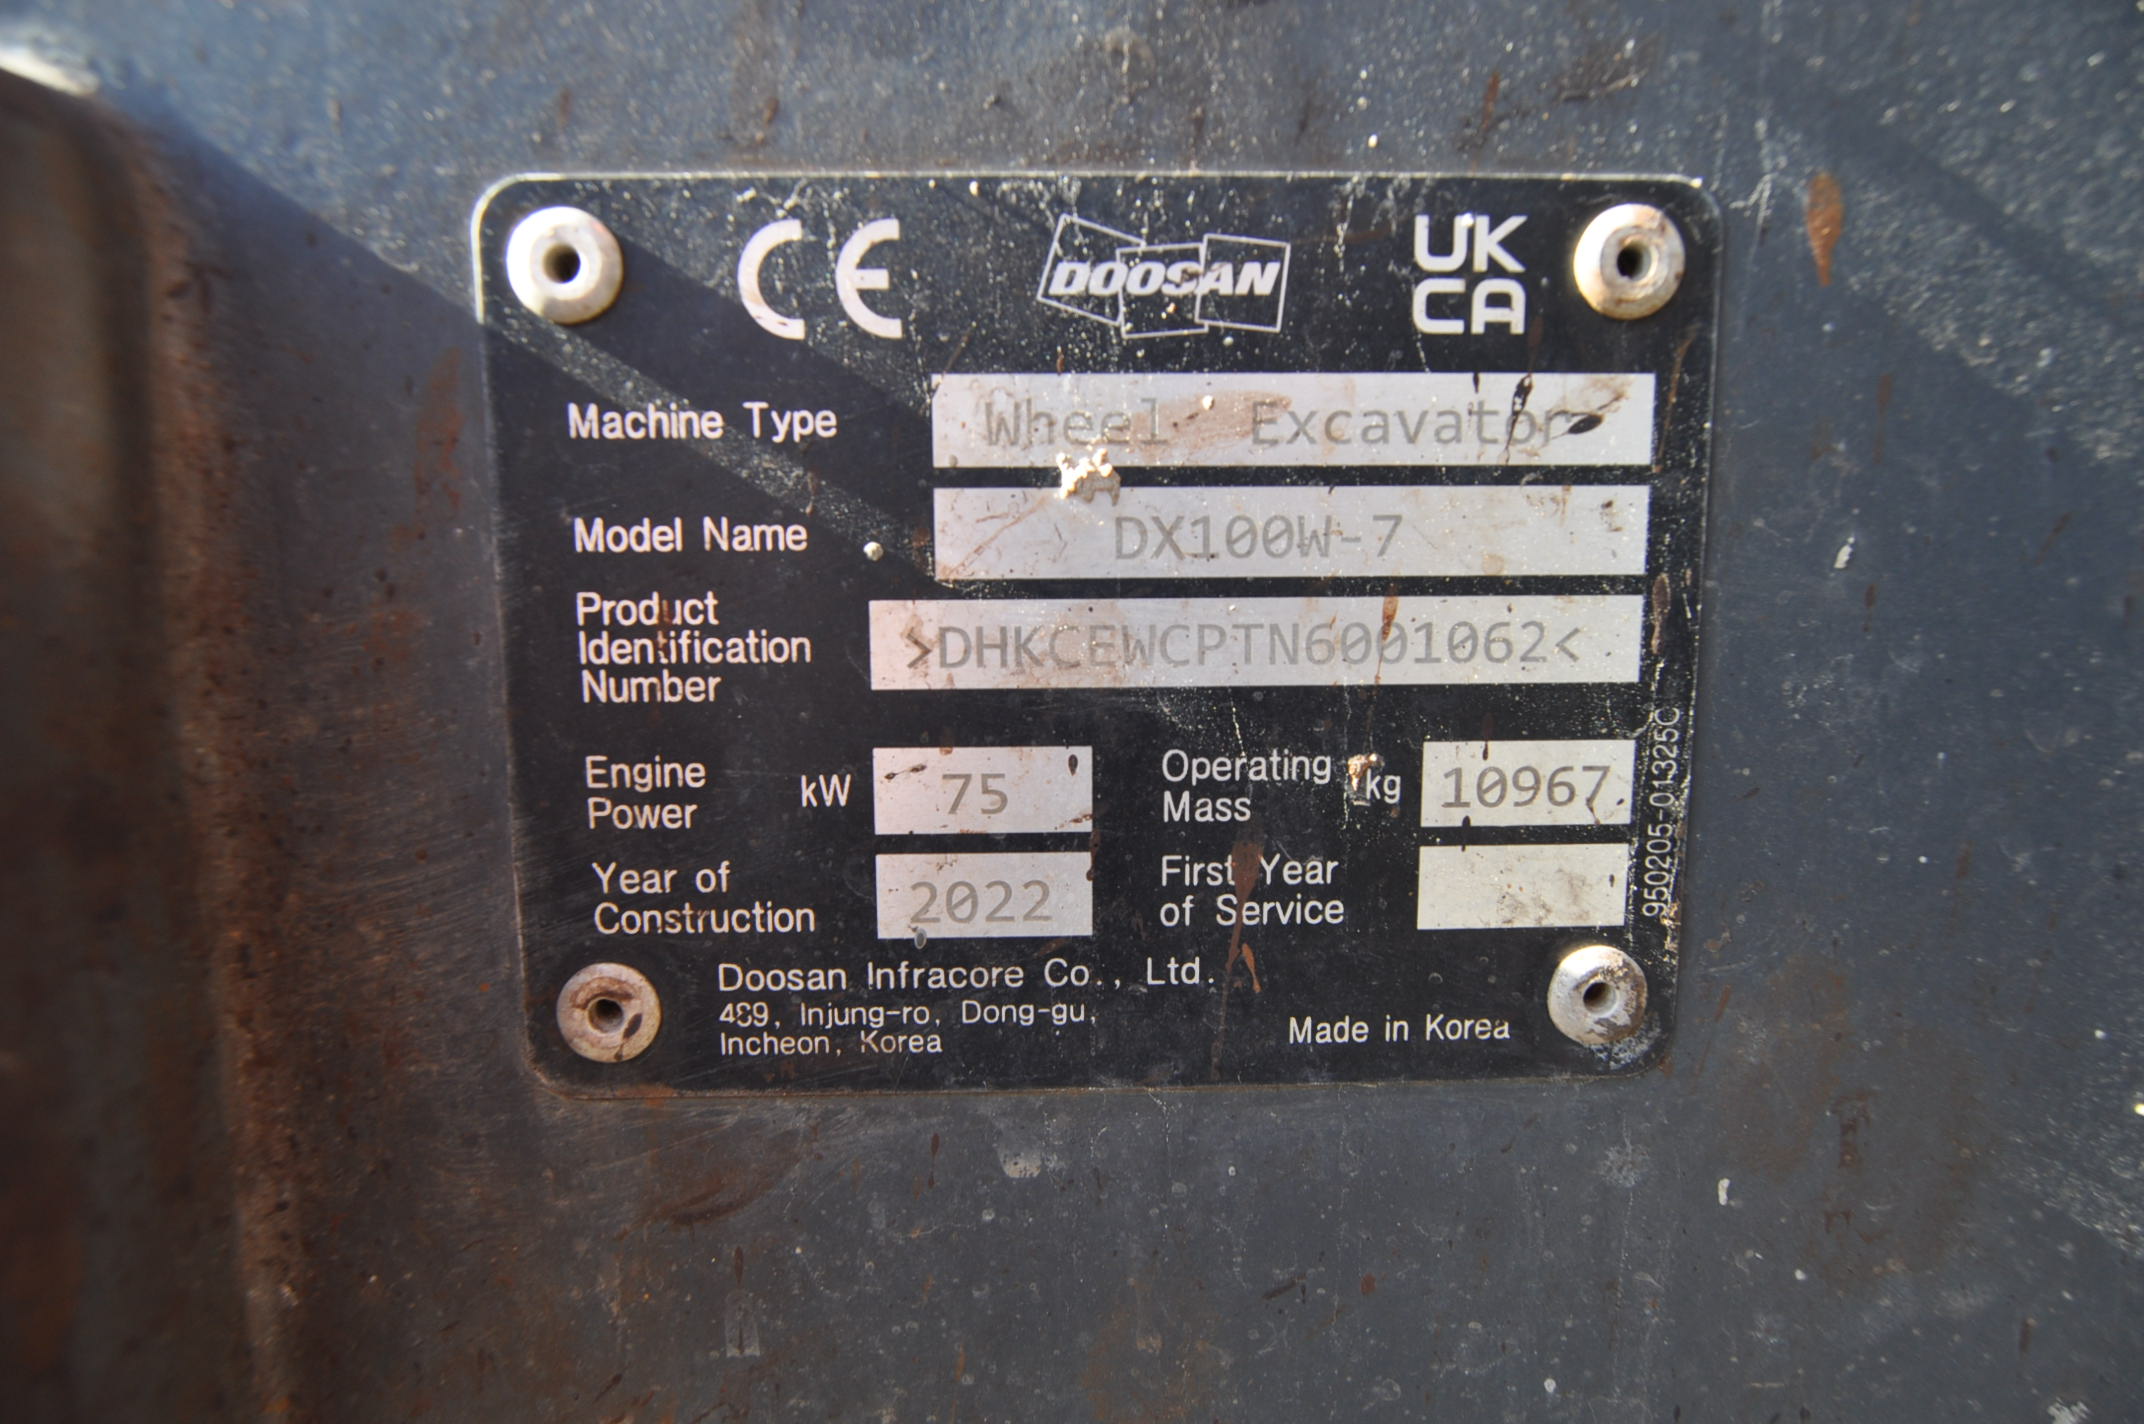 CE DOOSAN UK
CA
Machine Type Wheel Excavator
Model Name DX100W-7
Product
Identification
Number >DHKCEWCPTN6001062<
Engine
Power kW 75
Operating
Mass kg 10967
Year of
Construction 2022
First Year
of Service
950205-01325C
Doosan Infracore Co., Ltd.
489, Injung-ro, Dong-gu,
Incheon, Korea
Made in Korea